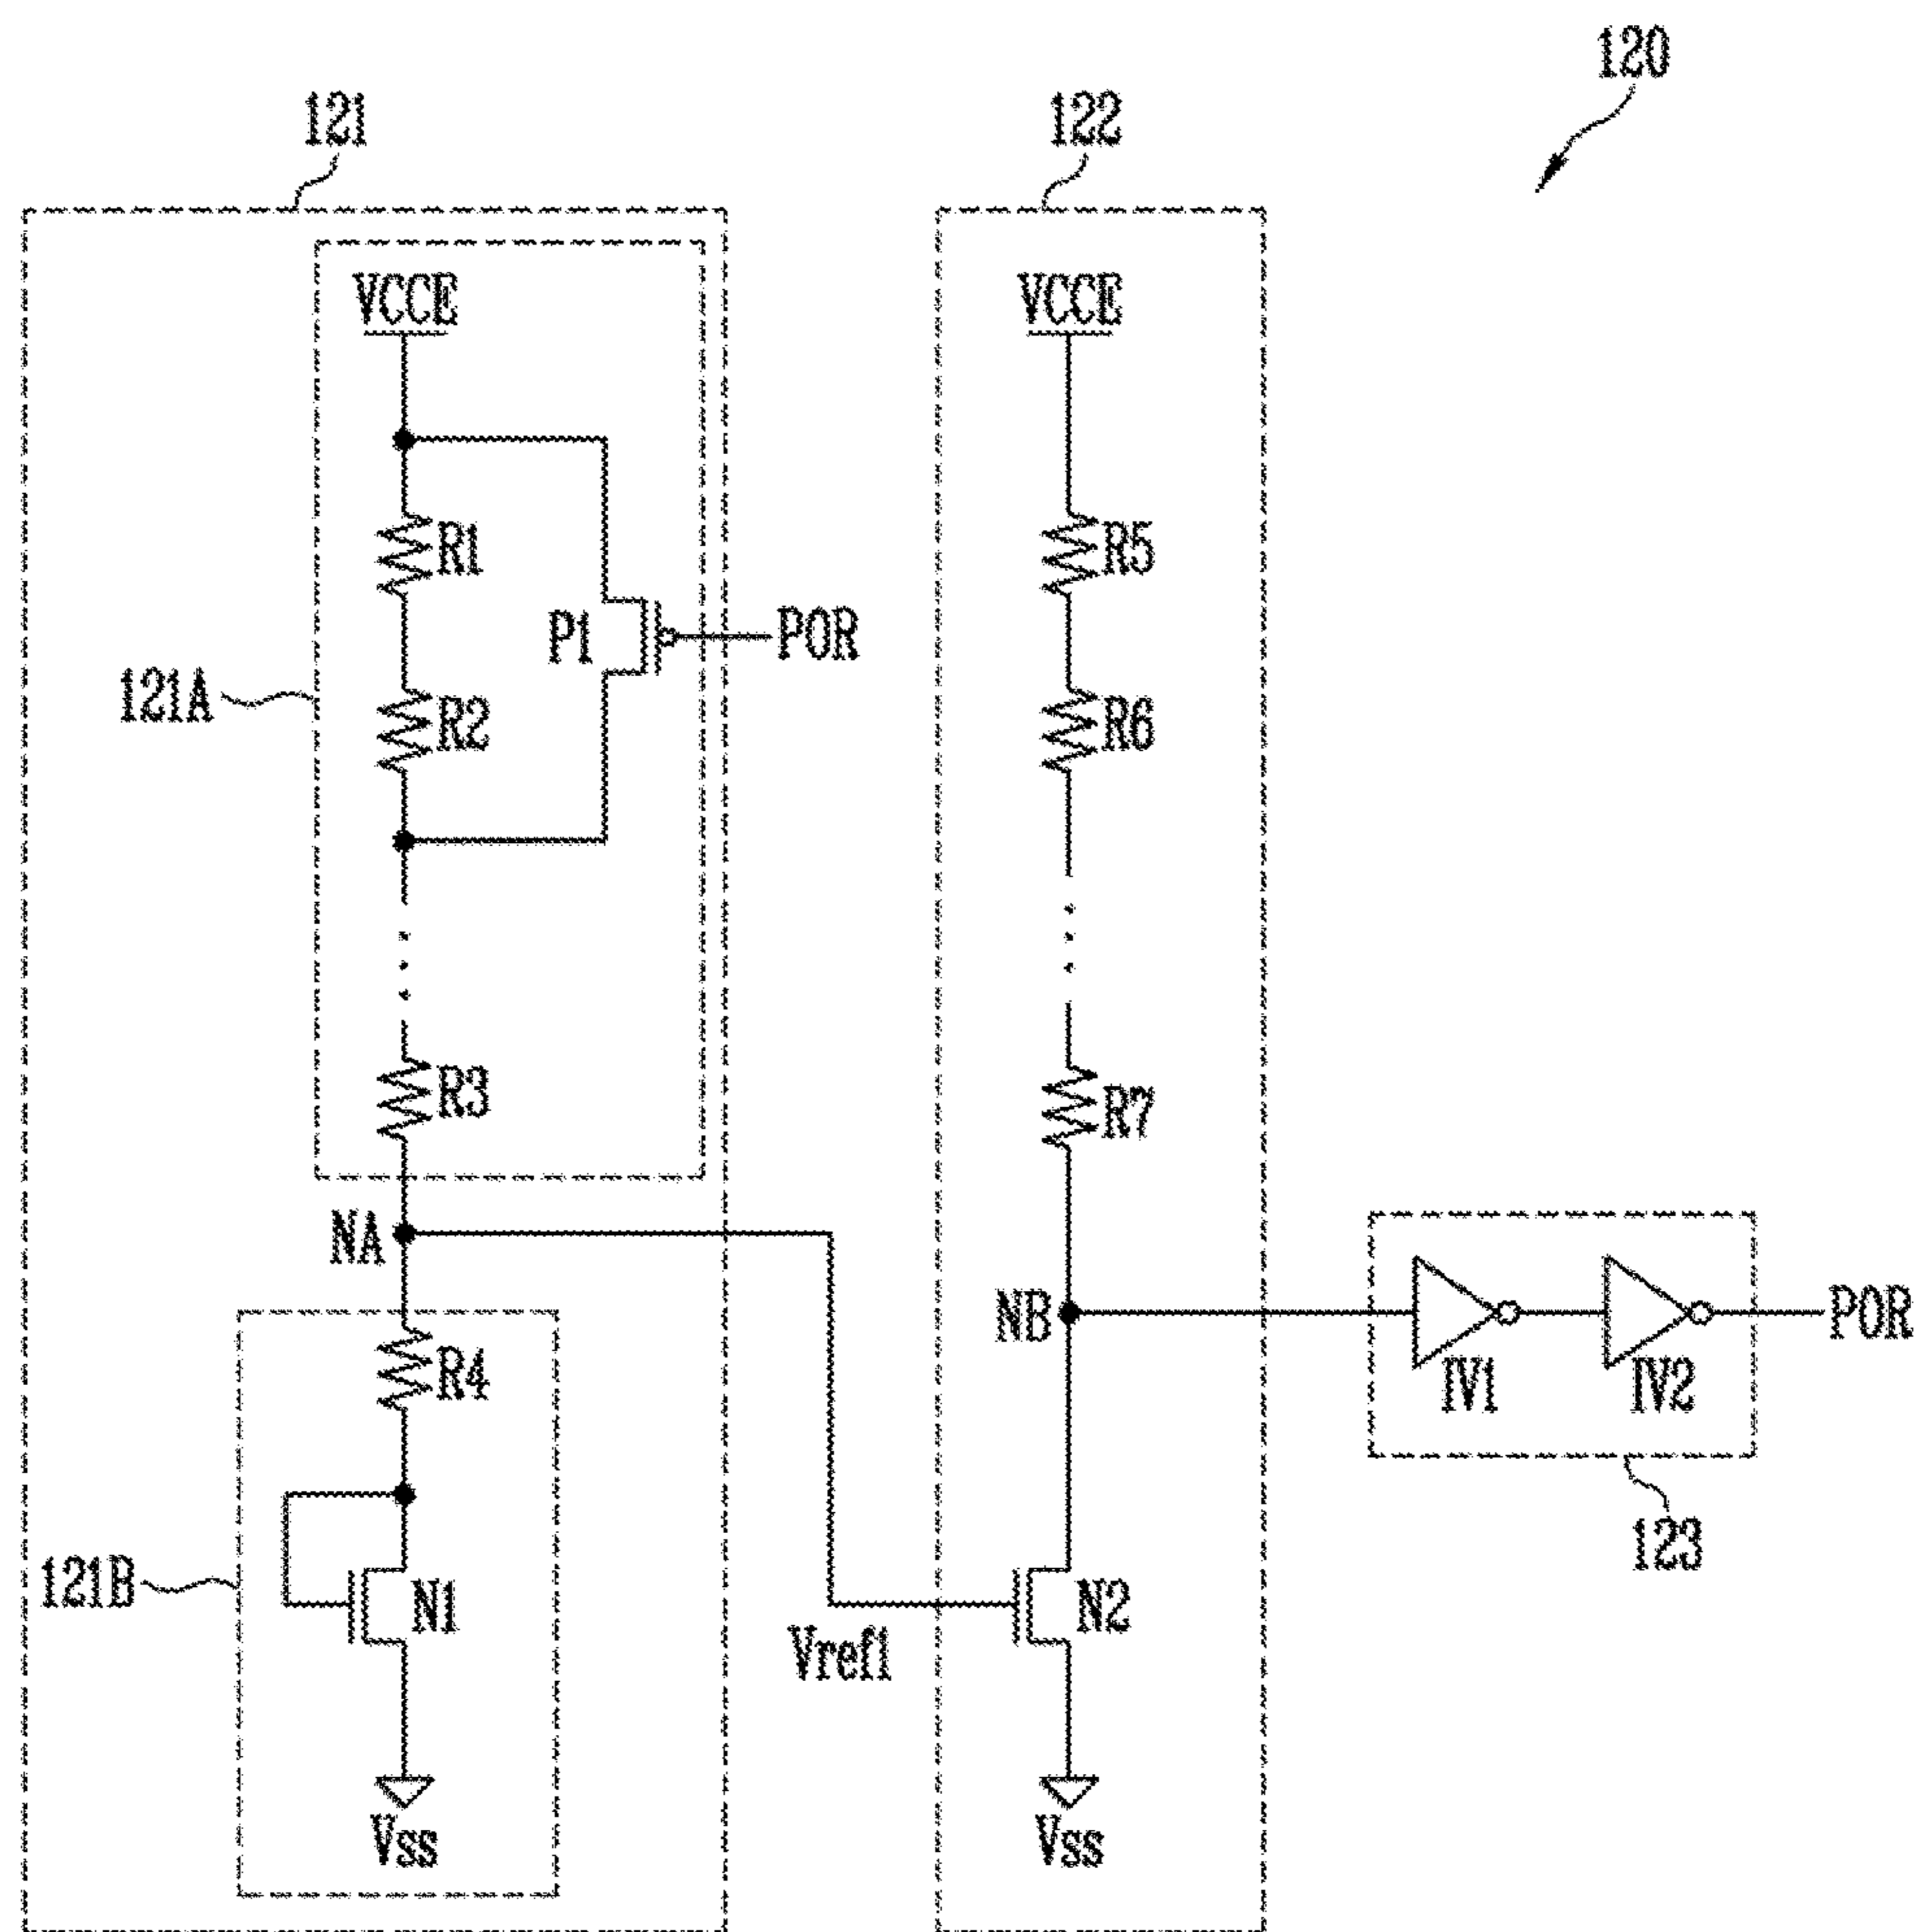 120
121
122
VCCE
VCCE
R1
R5
P1
POR
121A
R2
R6
R3
R7
NA
NB
POR
IV1
IV2
R4
123
121B
N1
N2
Vref1
Vss
Vss